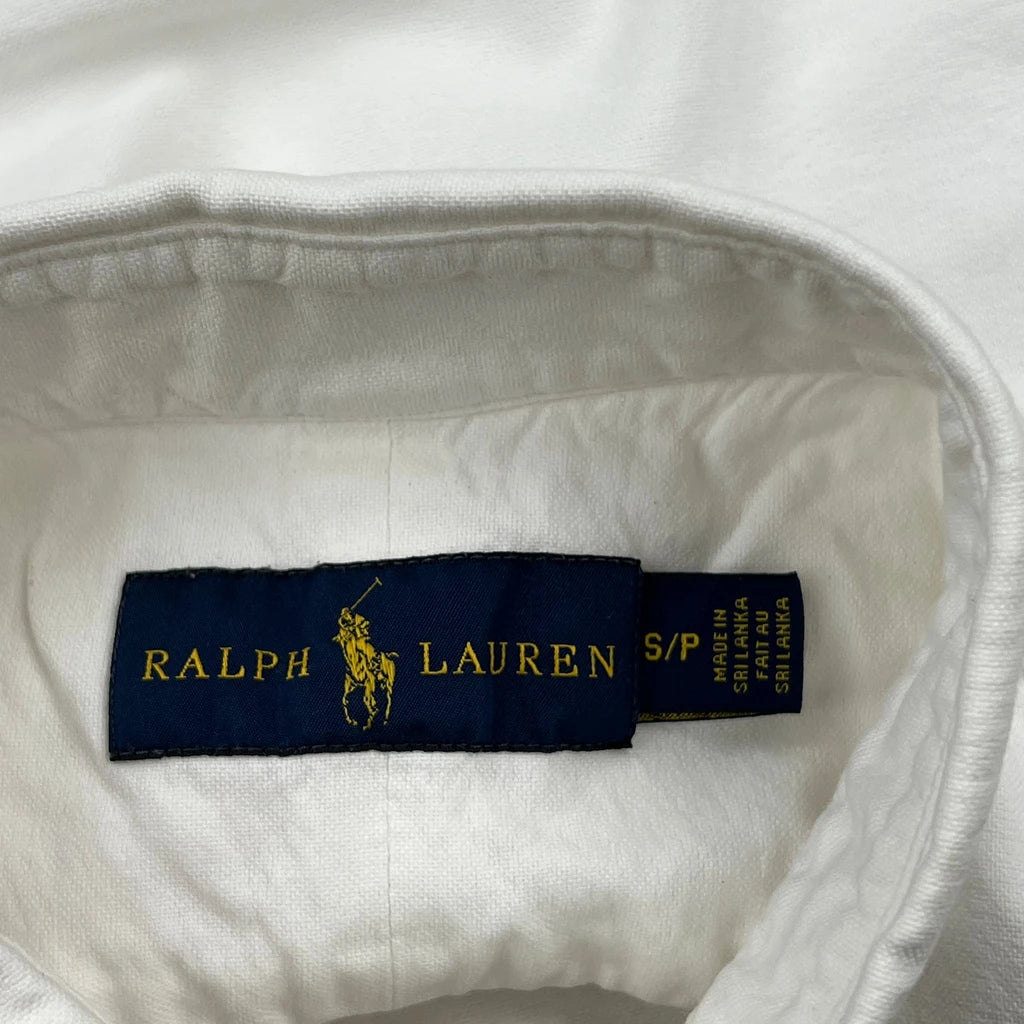 RALPH LAUREN
S/P
MADE IN
SRI LANKA
FAIT AU
SRI LANKA